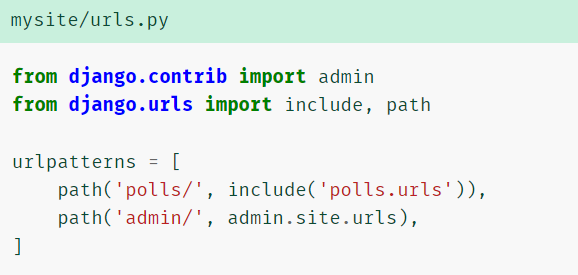 mysite/urls.py
from django.contrib import admin
from django.urls import include, path
urlpatterns = [
    path('polls/', include('polls.urls')),
    path('admin/', admin.site.urls),
]